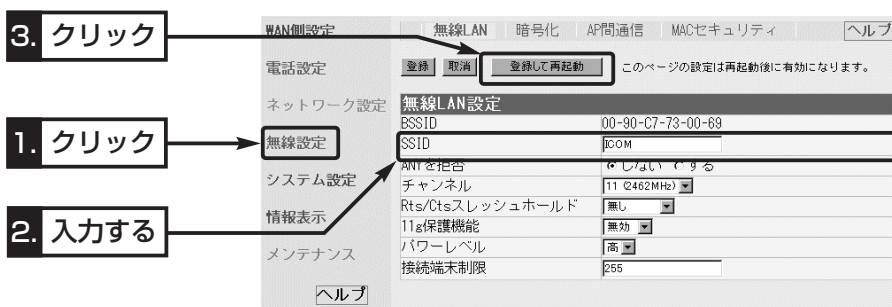 3. クリック
1. クリック
2. 入力する
WAN側設定
電話設定
ネットワーク設定
無線設定
システム設定
情報表示
メンテナンス
ヘルプ
無線LAN 暗号化 AP間通信 MACセキュリティ ヘルプ
登録 取消 登録して再起動 このページの設定は再起動後に有効になります。
無線LAN設定
BSSID 00-90-C7-73-00-69
SSID ICOM
ANYを拒否 しない する
チャンネル 11 (2462MHz)
Rts/Ctsスレッショホールド 無し
11g保護機能 無効
パワーレベル 高
接続端末制限 255